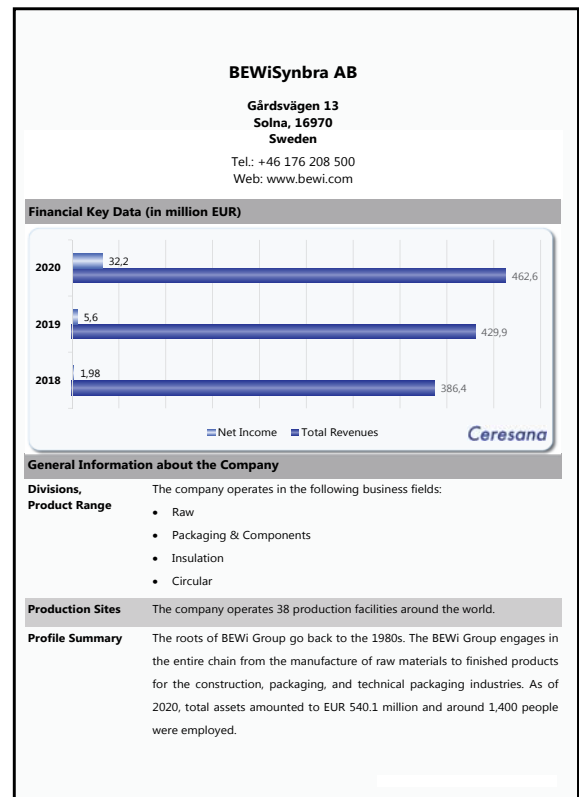 BEWiSynbra AB
Gårdsvägen 13
Solna, 16970
Sweden
Tel.: +46 176 208 500
Web: www.bewi.com
Financial Key Data (in million EUR)
2020
32,2
462,6
2019
5,6
429,9
2018
1,98
386,4
Net Income Total Revenues
Ceresana
General Information about the Company
Divisions, Product Range
The company operates in the following business fields:
• Raw
• Packaging & Components
• Insulation
• Circular
Production Sites
The company operates 38 production facilities around the world.
Profile Summary
The roots of BEWi Group go back to the 1980s. The BEWi Group engages in
the entire chain from the manufacture of raw materials to finished products
for the construction, packaging, and technical packaging industries. As of
2020, total assets amounted to EUR 540.1 million and around 1,400 people
were employed.